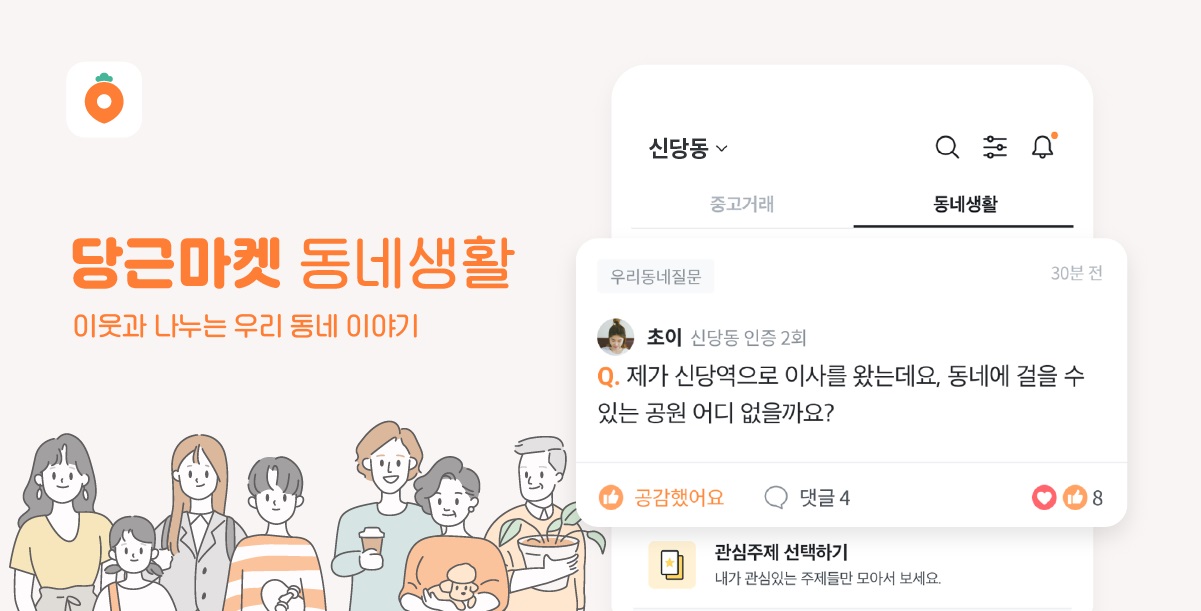 당근마켓 동네생활
이웃과 나누는 우리 동네 이야기
신당동
중고거래
동네생활
우리동네질문
30분 전
초이 신당동 인증 2회
Q. 제가 신당역으로 이사를 왔는데요, 동네에 걸을 수
있는 공원 어디 없을까요?
공감했어요
댓글 4
8
관심주제 선택하기
내가 관심있는 주제들만 모아서 보세요.